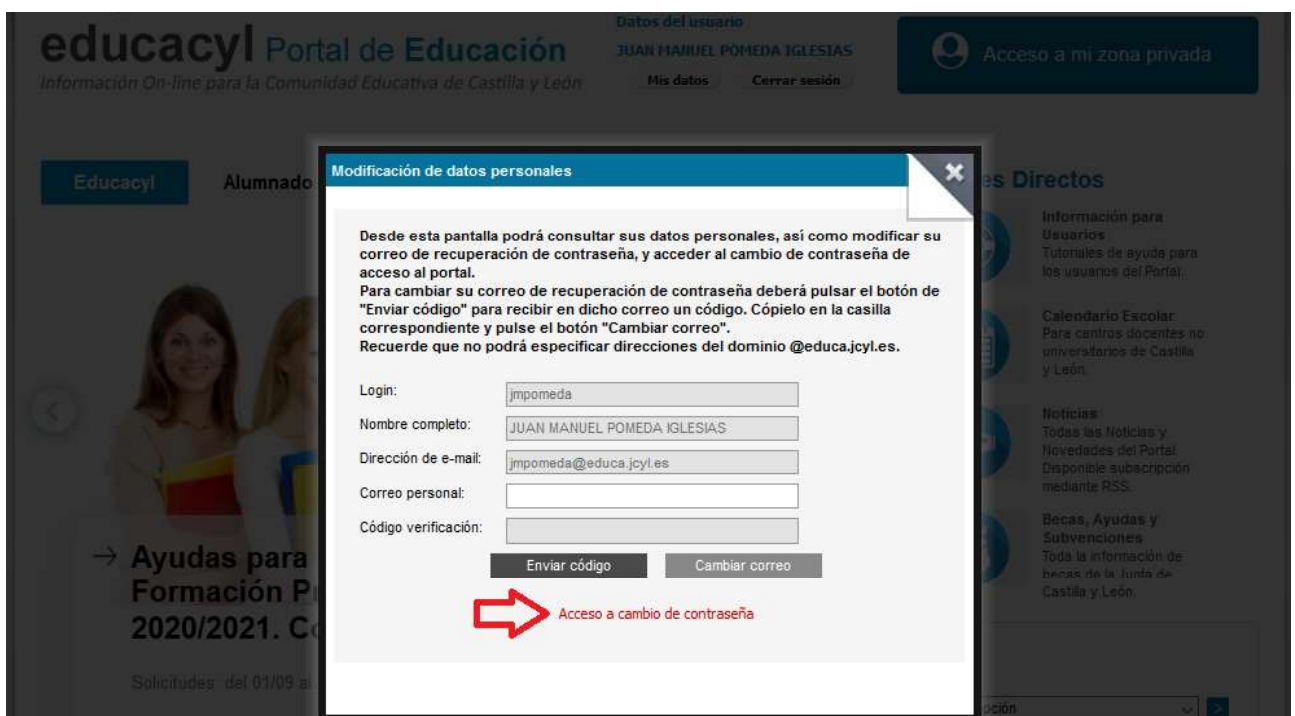 educacyl Portal de Educación
Información On-line para la Comunidad Educativa de Castilla y León
Datos del usuario
JUAN MANUEL POMEDA IGLESIAS
Mis datos
Cerrar sesión
Acceso a mi zona privada
Educacyl
Alumnado
es Directos
Modificación de datos personales
Desde esta pantalla podrá consultar sus datos personales, así como modificar su
correo de recuperación de contraseña, y acceder al cambio de contraseña de
acceso al portal.
Para cambiar su correo de recuperación de contraseña deberá pulsar el botón de
"Enviar código" para recibir en dicho correo un código. Cópielo en la casilla
correspondiente y pulse el botón "Cambiar correo".
Recuerde que no podrá especificar direcciones del dominio @educa.jcyl.es.
Login:
jmpomeda
Nombre completo:
JUAN MANUEL POMEDA IGLESIAS
Dirección de e-mail:
jmpomeda@educa.jcyl.es
Correo personal:
Código verificación:
Enviar código
Cambiar correo
Acceso a cambio de contraseña
Información para
Usuarios
Tutoriales de ayuda para
los usuarios del Portal.
Calendario Escolar
Para centros docentes no
universitarios de Castilla
y León.
Noticias
Todas las Noticias y
Novedades del Portal
Disponible subscripción
mediante RSS.
Becas, Ayudas y
Subvenciones
Toda la información de
becas de la Junta de
Castilla y León.
→ Ayudas para
Formación P
2020/2021. C
Solicitudes del 01/09 a
pción